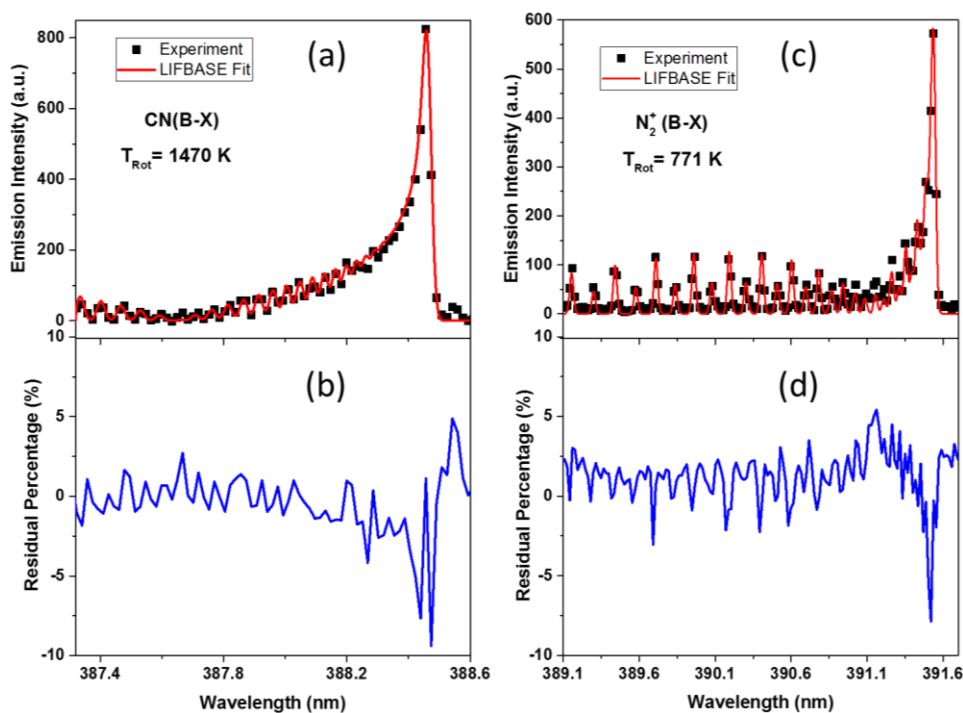 (a)
Experiment
LIFBASE Fit
CN(B-X)
T_Rot= 1470 K
Emission Intensity (a.u.)
800
600
400
200
0
(b)
Residual Percentage (%)
10
5
0
-5
-10
387.4 387.8 388.2 388.6
Wavelength (nm)
(c)
Experiment
LIFBASE Fit
N₂⁺(B-X)
T_Rot= 771 K
Emission Intensity (a.u.)
600
500
400
300
200
100
0
(d)
Residual Percentage (%)
10
5
0
-5
-10
389.1 389.6 390.1 390.6 391.1 391.6
Wavelength (nm)